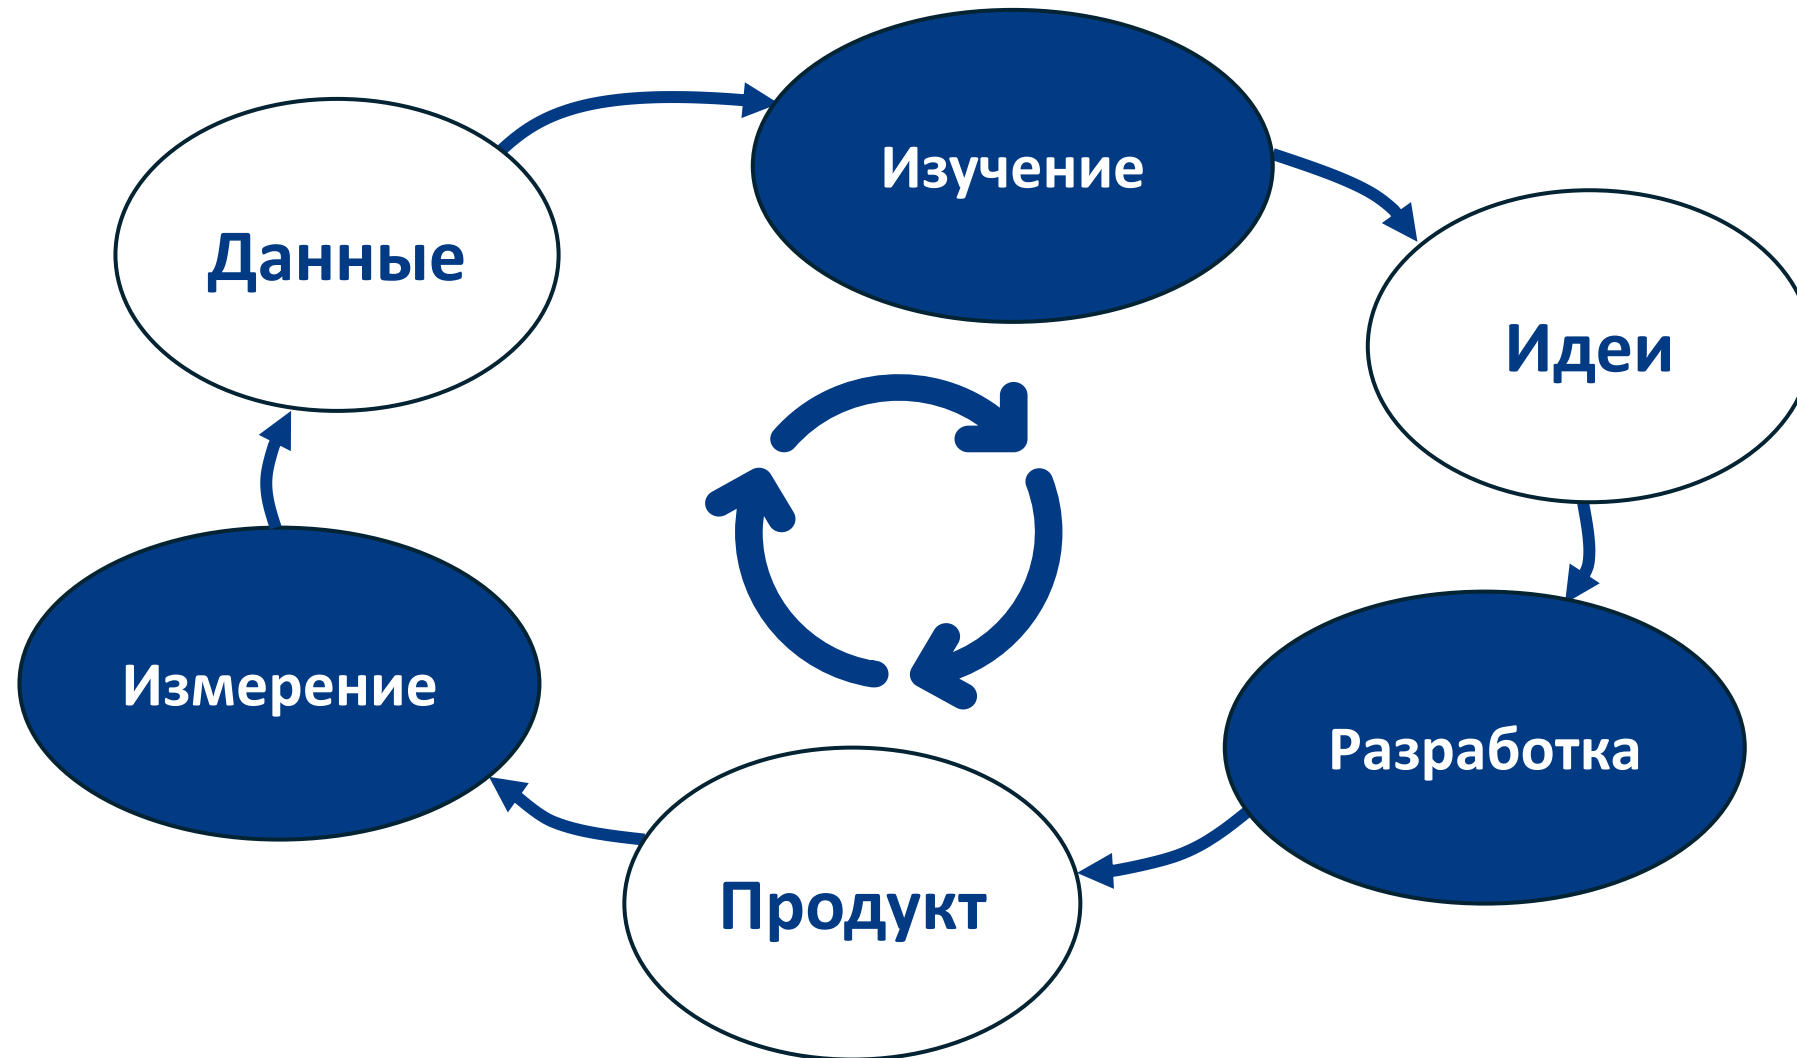 Изучение
Данные
Идеи
Измерение
Разработка
Продукт